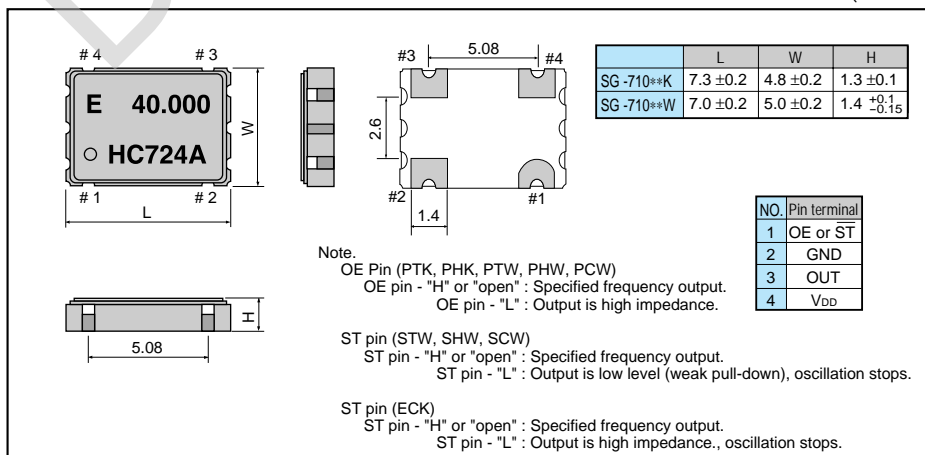 # 4 # 3
E 40.000
HC724A
# 1 # 2
L
W
#3 5.08 #4
2.6
#2 #1
1.4
L W H
SG -710**K 7.3 ±0.2 4.8 ±0.2 1.3 ±0.1
SG -710**W 7.0 ±0.2 5.0 ±0.2 1.4 +0.1 −0.15
NO. Pin terminal
1 OE or S̅T̅
2 GND
3 OUT
4 VDD
H
5.08
Note.
OE Pin (PTK, PHK, PTW, PHW, PCW)
OE pin - "H" or "open" : Specified frequency output.
OE pin - "L" : Output is high impedance.
ST pin (STW, SHW, SCW)
ST pin - "H" or "open" : Specified frequency output.
ST pin - "L" : Output is low level (weak pull-down), oscillation stops.
ST pin (ECK)
ST pin - "H" or "open" : Specified frequency output.
ST pin - "L" : Output is high impedance., oscillation stops.